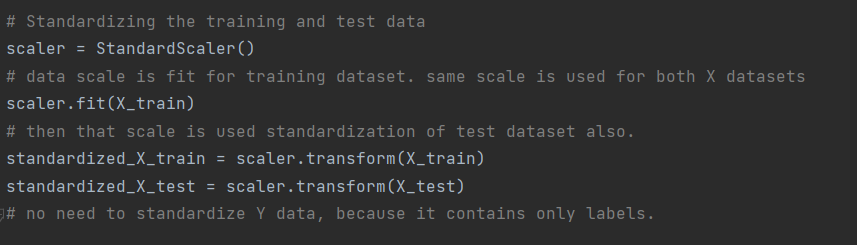 # Standardizing the training and test data
scaler = StandardScaler()
# data scale is fit for training dataset. same scale is used for both X datasets
scaler.fit(X_train)
# then that scale is used standardization of test dataset also.
standardized_X_train = scaler.transform(X_train)
standardized_X_test = scaler.transform(X_test)
# no need to standardize Y data, because it contains only labels.